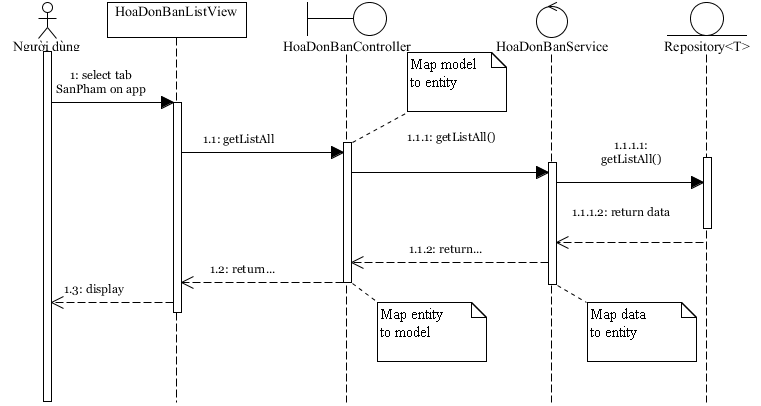 HoaDonBanListView
Người dùng
HoaDonBanController
HoaDonBanService
Repository<T>
Map model
to entity
1: select tab
SanPham on app
1.1: getListAll
1.1.1: getListAll()
1.1.1.1:
getListAll()
1.1.1.2: return data
1.1.2: return...
1.2: return...
1.3: display
Map entity
to model
Map data
to entity